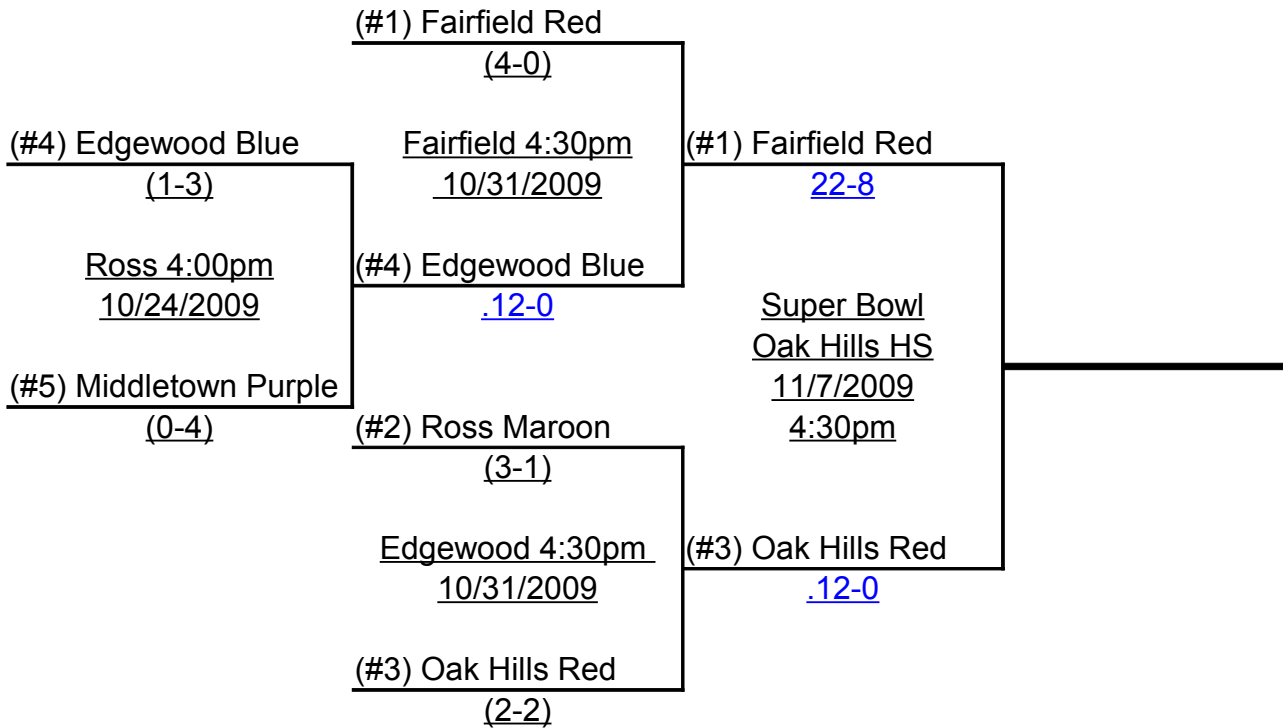 (#1) Fairfield Red
(4-0)
(#4) Edgewood Blue
(1-3)
Fairfield 4:30pm
10/31/2009
(#1) Fairfield Red
22-8
Ross 4:00pm
10/24/2009
(#4) Edgewood Blue
.12-0
Super Bowl
Oak Hills HS
11/7/2009
4:30pm
(#5) Middletown Purple
(0-4)
(#2) Ross Maroon
(3-1)
Edgewood 4:30pm
10/31/2009
(#3) Oak Hills Red
.12-0
(#3) Oak Hills Red
(2-2)